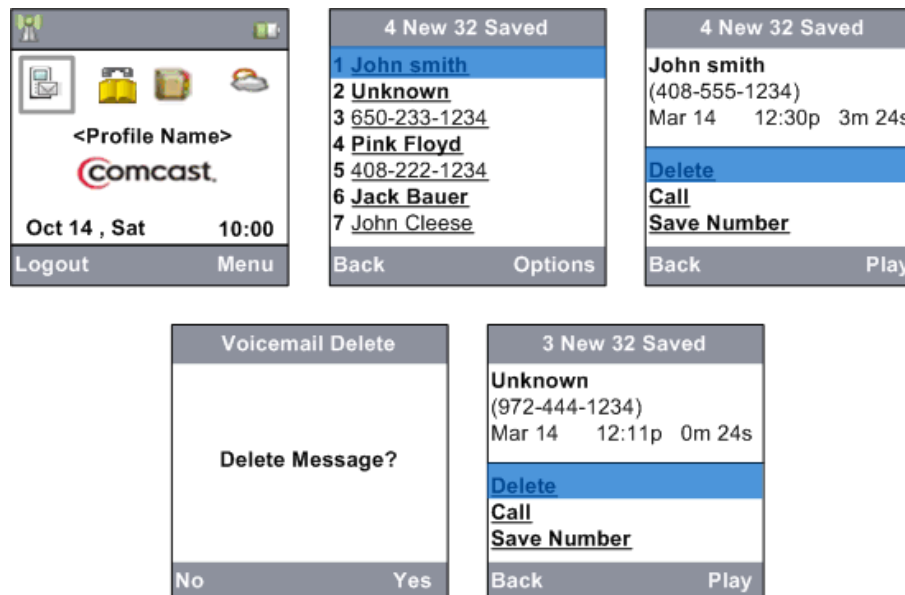 <Profile Name>
Comcast.
Oct 14 , Sat 10:00
Logout Menu
4 New 32 Saved
1 John smith
2 Unknown
3 650-233-1234
4 Pink Floyd
5 408-222-1234
6 Jack Bauer
7 John Cleese
Back Options
4 New 32 Saved
John smith
(408-555-1234)
Mar 14 12:30p 3m 24s
Delete
Call
Save Number
Back Play
Voicemail Delete
Delete Message?
No Yes
3 New 32 Saved
Unknown
(972-444-1234)
Mar 14 12:11p 0m 24s
Delete
Call
Save Number
Back Play